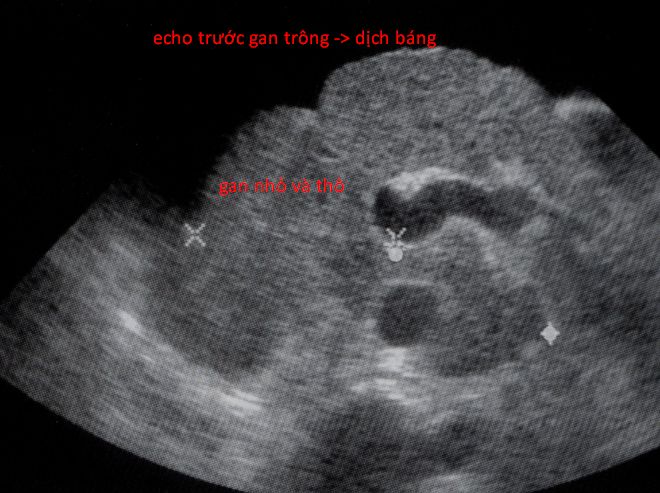 echo trước gan trông -> dịch báng
gan nhỏ và thô